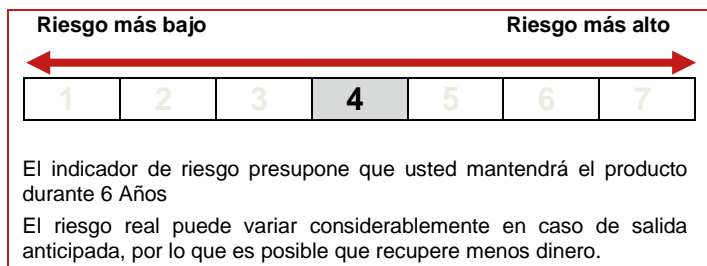 Riesgo más bajo Riesgo más alto
1 2 3 4 5 6 7
El indicador de riesgo presupone que usted mantendrá el producto
durante 6 Años
El riesgo real puede variar considerablemente en caso de salida
anticipada, por lo que es posible que recupere menos dinero.